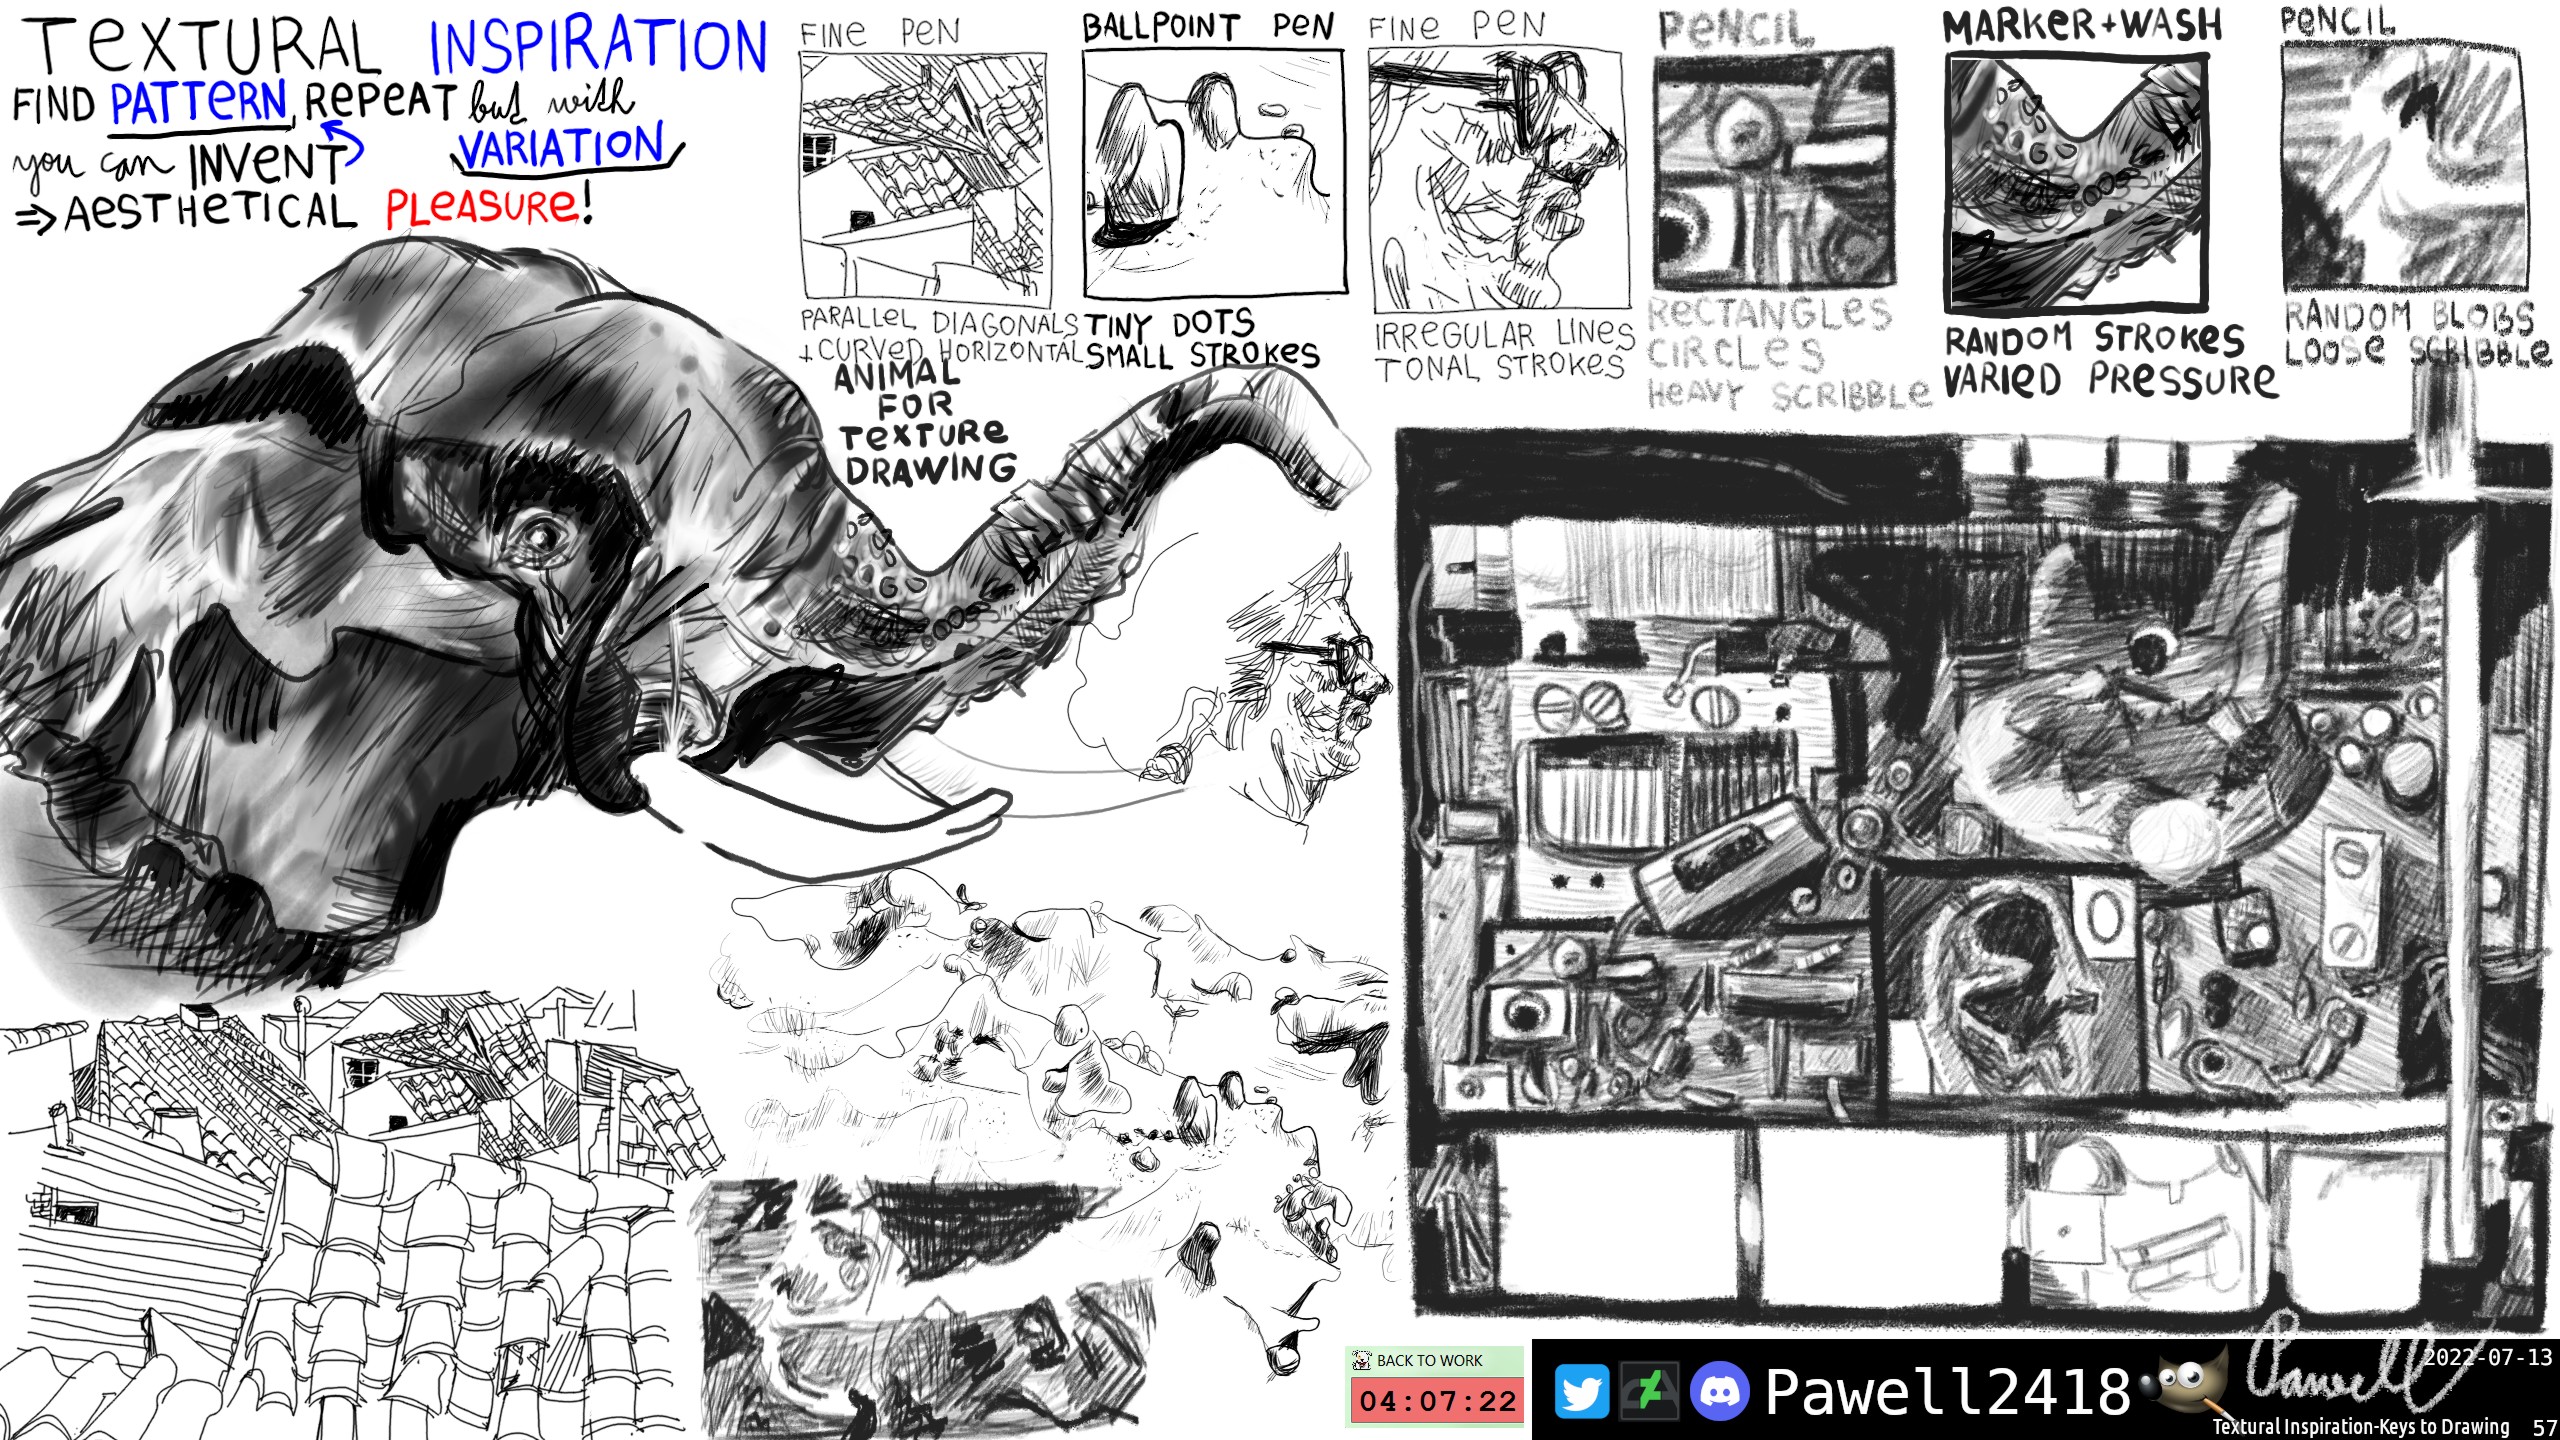 TEXTURAL INSPIRATION
FIND PATTERN, REPEAT but with
you can INVENT VARIATION
⇒ AESTHETICAL PLEASURE!
FINE PEN
PARALLEL DIAGONALS
+ CURVED HORIZONTAL
BALLPOINT PEN
TINY DOTS
SMALL STROKES
FINE PEN
IRREGULAR LINES
TONAL STROKES
PENCIL
RECTANGLES
CIRCLES
HEAVY SCRIBBLE
MARKER+WASH
RANDOM STROKES
VARIED PRESSURE
PENCIL
RANDOM BLOBS
LOOSE SCRIBBLE
ANIMAL
FOR
TEXTURE
DRAWING
BACK TO WORK
04:07:22
Pawell2418
Pawell
2022-07-13
Textural Inspiration-Keys to Drawing 57